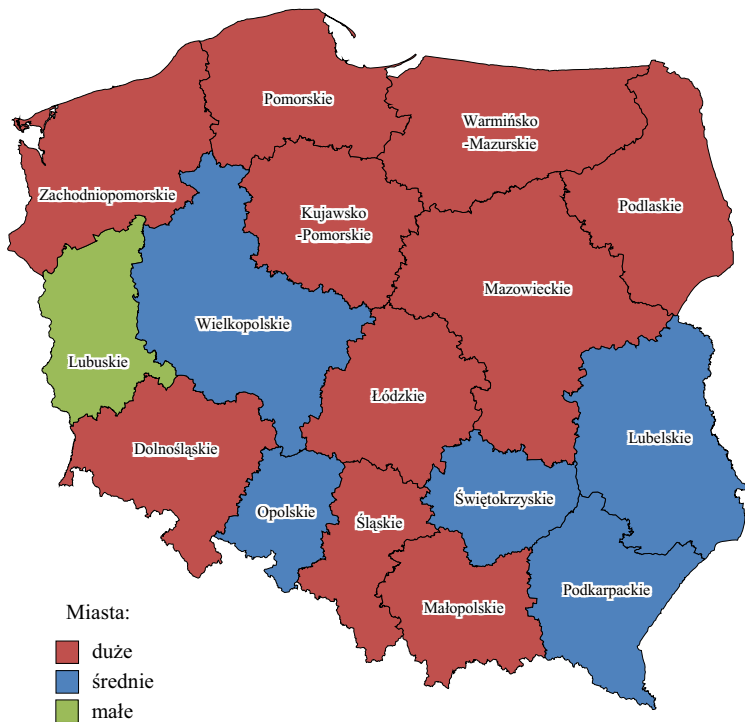 Pomorskie
Warmińsko
-Mazurskie
Zachodniopomorskie
Kujawsko
-Pomorskie
Podlaskie
Mazowieckie
Wielkopolskie
Lubuskie
Łódzkie
Dolnośląskie
Lubelskie
Opolskie
Śląskie
Świętokrzyskie
Małopolskie
Podkarpackie
Miasta:
duże
średnie
małe